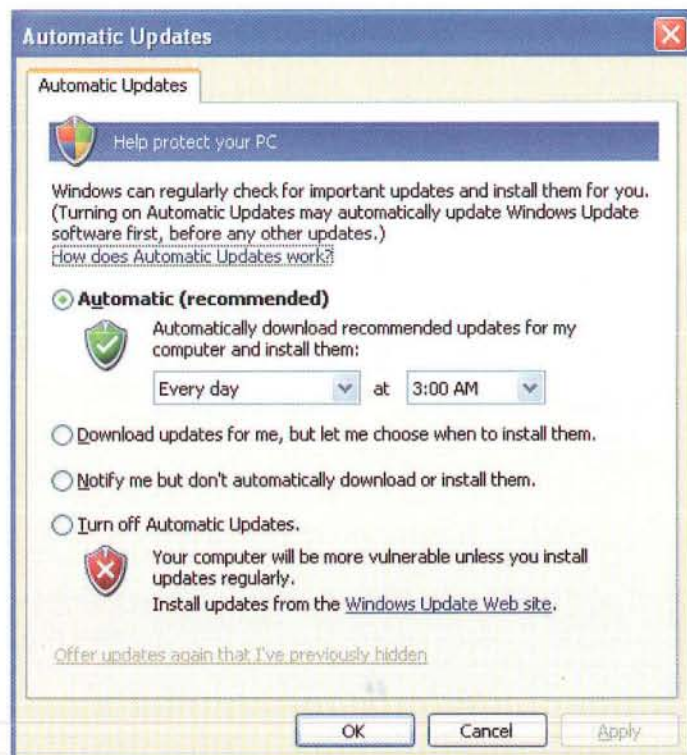 Automatic Updates
Automatic Updates
Help protect your PC
Windows can regularly check for important updates and install them for you.
(Turning on Automatic Updates may automatically update Windows Update
software first, before any other updates.)
How does Automatic Updates work?
Automatic (recommended)
Automatically download recommended updates for my
computer and install them:
Every day at 3:00 AM
Download updates for me, but let me choose when to install them.
Notify me but don't automatically download or install them.
Turn off Automatic Updates.
Your computer will be more vulnerable unless you install
updates regularly.
Install updates from the Windows Update Web site.
Offer updates again that I've previously hidden
OK Cancel Apply